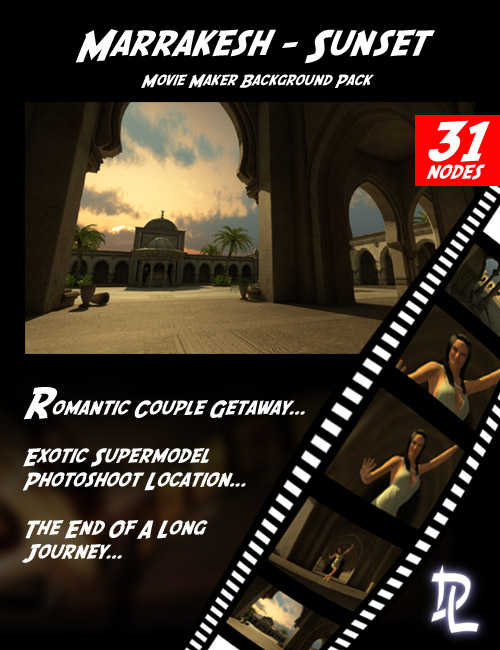 Marrakesh - Sunset
Movie Maker Background Pack
31
NODES
Romantic Couple Getaway...
Exotic Supermodel
Photoshoot Location...
The End Of A Long
Journey...
DL